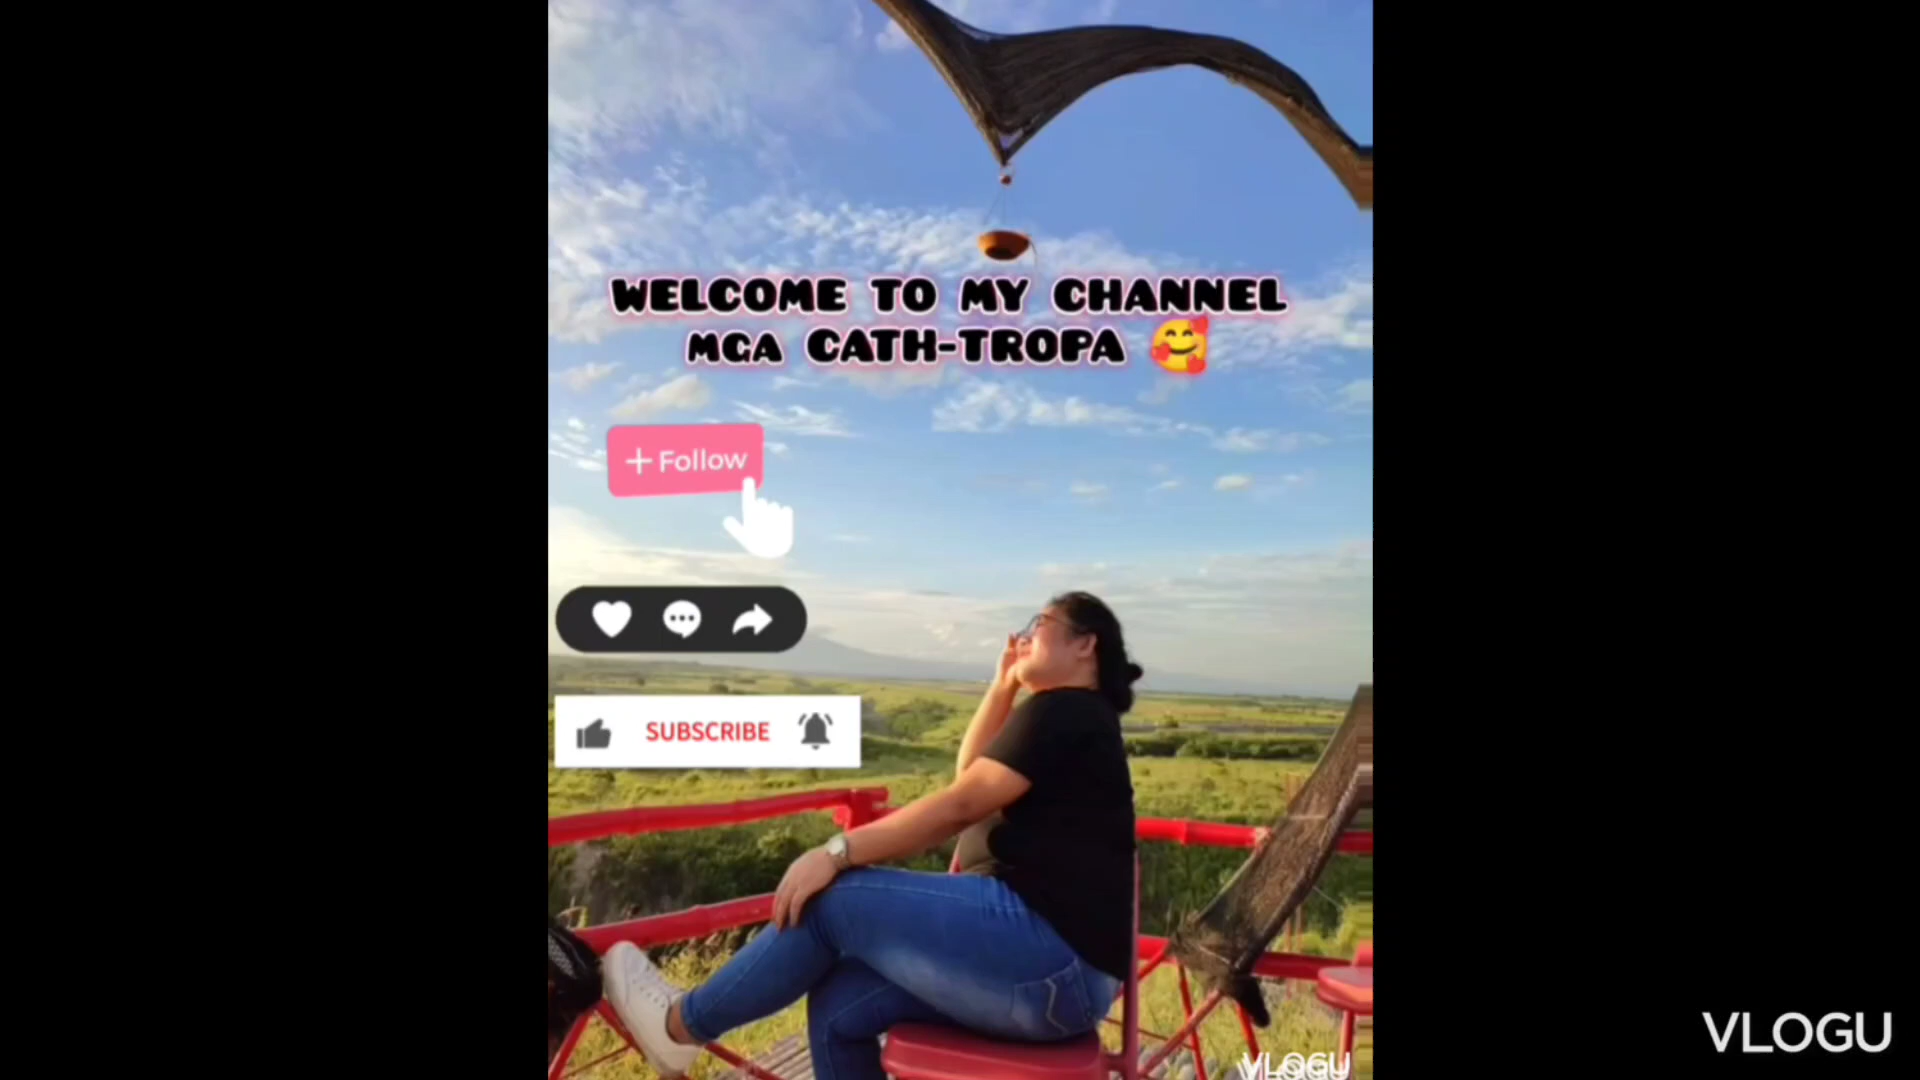 WELCOME TO MY CHANNEL
MGA CATH-TROPA 🥰
+ Follow
SUBSCRIBE
VLOGU
VLOGU